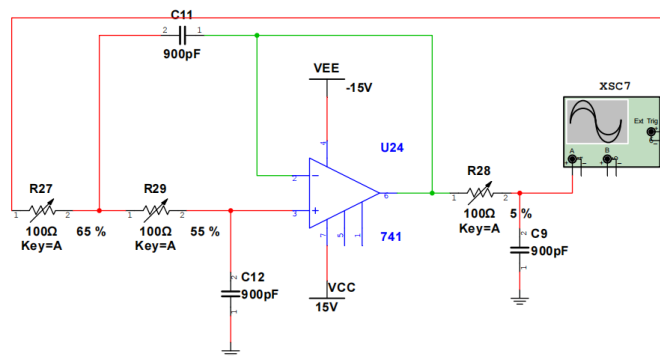 C11
2
1
900pF
VEE
-15V
XSC7
Ext Trig
+
-
A
B
+
-
+
-
4
U24
R27
1
2
100Ω
Key=A
65 %
R29
1
2
100Ω
Key=A
55 %
2
3
6
7
5
1
741
R28
1
2
100Ω
Key=A
5 %
C9
2
900pF
1
C12
2
900pF
1
VCC
15V